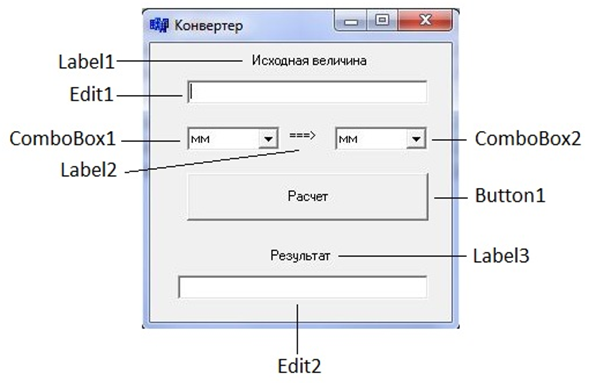 Конвертер
Label1
Исходная величина
Edit1
ComboBox1
мм
===>
мм
ComboBox2
Label2
Расчет
Button1
Результат
Label3
Edit2